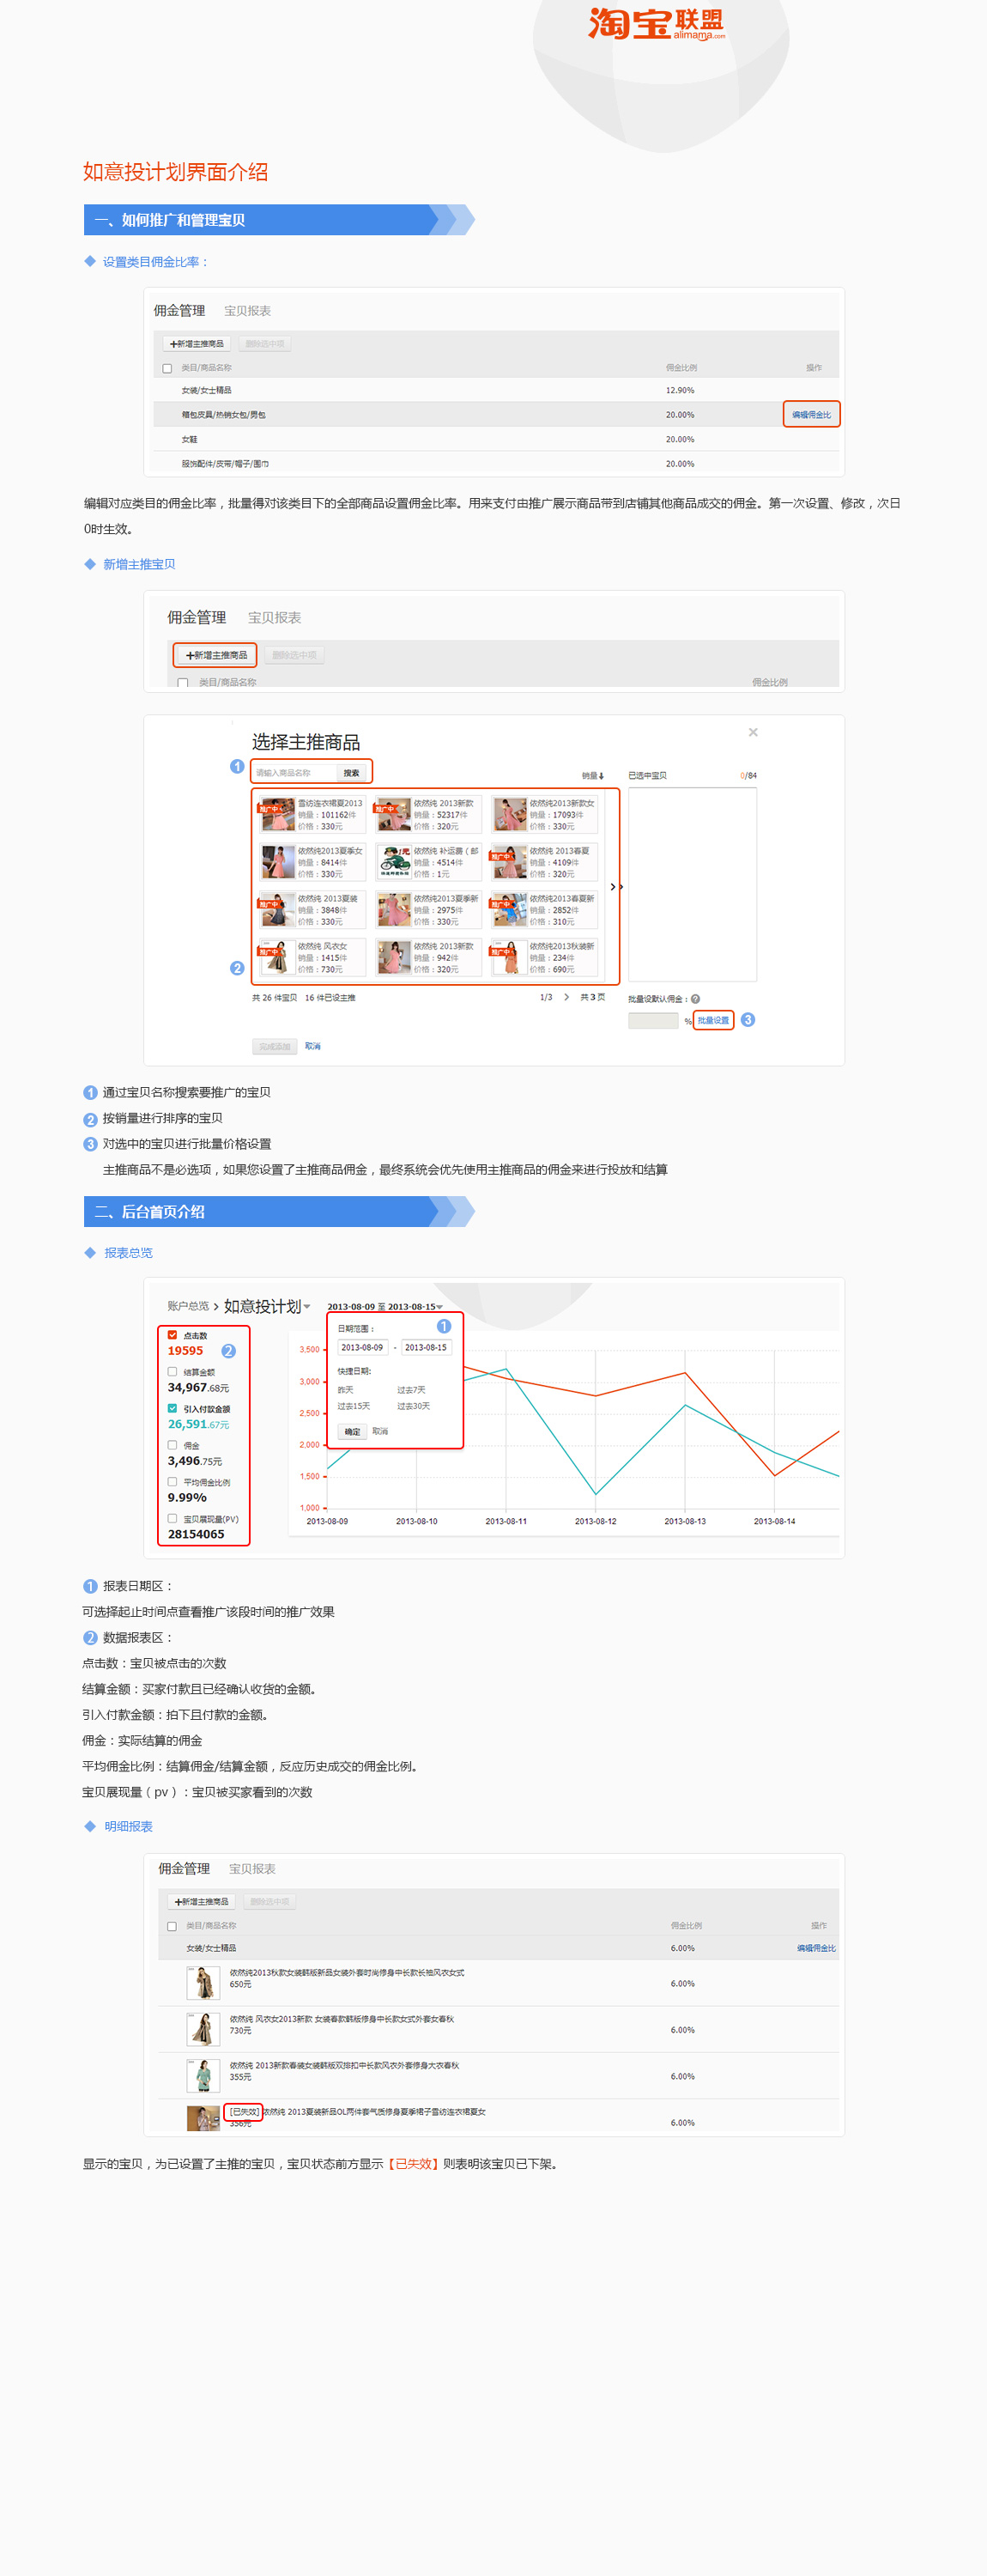 淘宝联盟
alimama.com
如意投计划界面介绍
一、如何推广和管理宝贝
设置类目佣金比率：
佣金管理 宝贝报表
+新增主推商品 删除选中项
类目/商品名称 佣金比例 操作
女装/女士精品 12.90%
箱包皮具/热销女包/男包 20.00% 编辑佣金比
女鞋 20.00%
服饰配件/皮带/帽子/围巾 20.00%
编辑对应类目的佣金比率，批量得对该类目下的全部商品设置佣金比率。用来支付由推广展示商品带到店铺其他商品成交的佣金。第一次设置、修改，次日
0时生效。
新增主推宝贝
佣金管理 宝贝报表
+新增主推商品 删除选中项
类目/商品名称 佣金比例
选择主推商品
1 请输入商品名称 搜索 销量 已选中宝贝 0/84
推广中 雪纺连衣裙夏2013 推广中 依然纯 2013新款 依然纯2013新款女
销量：101162件 销量：52317件 销量：17093件
价格：330元 价格：320元 价格：330元
依然纯2013夏季女 依然纯 补运费（邮 推广中 依然纯 2013春夏
销量：8414件 销量：4514件 销量：4109件
价格：330元 价格：1元 价格：320元
推广中 依然纯 2013夏装 依然纯2013夏季新 推广中 依然纯2013春夏新
销量：3848件 销量：2975件 销量：2852件
价格：330元 价格：330元 价格：310元
推广中 依然纯 风衣女 依然纯 2013新款 推广中 依然纯2013秋装新
销量：1415件 销量：942件 销量：234件
价格：730元 价格：320元 价格：690元
2
共 26 件宝贝 16 件已设主推 1/3 共 3 页 批量设默认佣金：?
% 批量设置 3
完成添加 取消
1 通过宝贝名称搜索要推广的宝贝
2 按销量进行排序的宝贝
3 对选中的宝贝进行批量价格设置
主推商品不是必选项，如果您设置了主推商品佣金，最终系统会优先使用主推商品的佣金来进行投放和结算
二、后台首页介绍
报表总览
账户总览 > 如意投计划 2013-08-09 至 2013-08-15
点击数
19595 2
结算金额
34,967.68元
引入付款金额
26,591.67元
佣金
3,496.75元
平均佣金比例
9.99%
宝贝展现量(PV)
28154065
日期范围： 1
2013-08-09 - 2013-08-15
快捷日期:
昨天 过去7天
过去15天 过去30天
确定 取消
3,500
3,000
2,500
2,000
1,500
1,000
2013-08-09 2013-08-10 2013-08-11 2013-08-12 2013-08-13 2013-08-14
1 报表日期区：
可选择起止时间点查看推广该段时间的推广效果
2 数据报表区：
点击数：宝贝被点击的次数
结算金额：买家付款且已经确认收货的金额。
引入付款金额：拍下且付款的金额。
佣金：实际结算的佣金
平均佣金比例：结算佣金/结算金额，反应历史成交的佣金比例。
宝贝展现量（pv）：宝贝被买家看到的次数
明细报表
佣金管理 宝贝报表
+新增主推商品 删除选中项
类目/商品名称 佣金比例 操作
女装/女士精品 6.00% 编辑佣金比
依然纯2013秋款女装韩版新品女装外套时尚修身中长款长袖风衣女式
650元 6.00%
依然纯 风衣女2013新款 女装春款韩版修身中长款女式外套女春秋
730元 6.00%
依然纯 2013新款春装女装韩版双排扣中长款风衣外套修身大衣春秋
355元 6.00%
[已失效] 依然纯 2013夏装新品OL两件套气质修身夏季裙子雪纺连衣裙夏女
356元 6.00%
显示的宝贝，为已设置了主推的宝贝，宝贝状态前方显示【已失效】则表明该宝贝已下架。